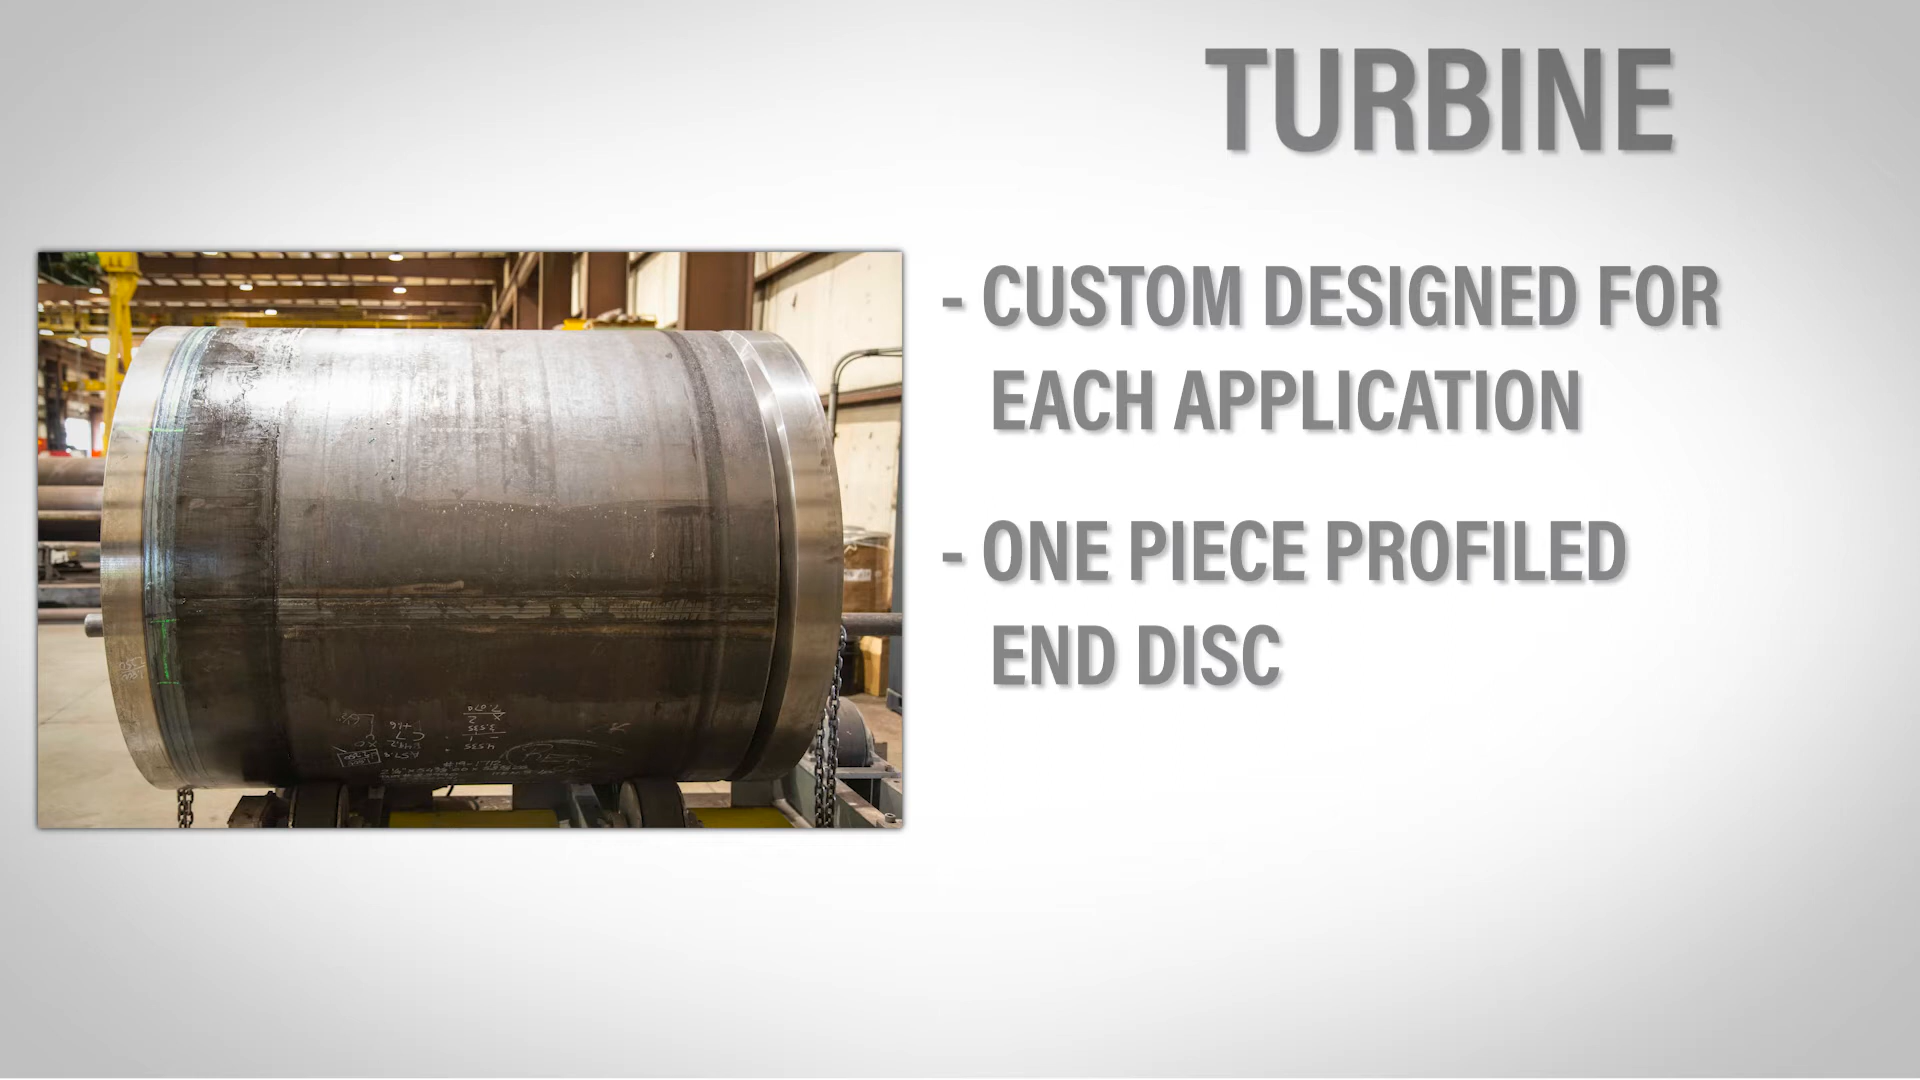 TURBINE
- CUSTOM DESIGNED FOR
EACH APPLICATION
- ONE PIECE PROFILED
END DISC